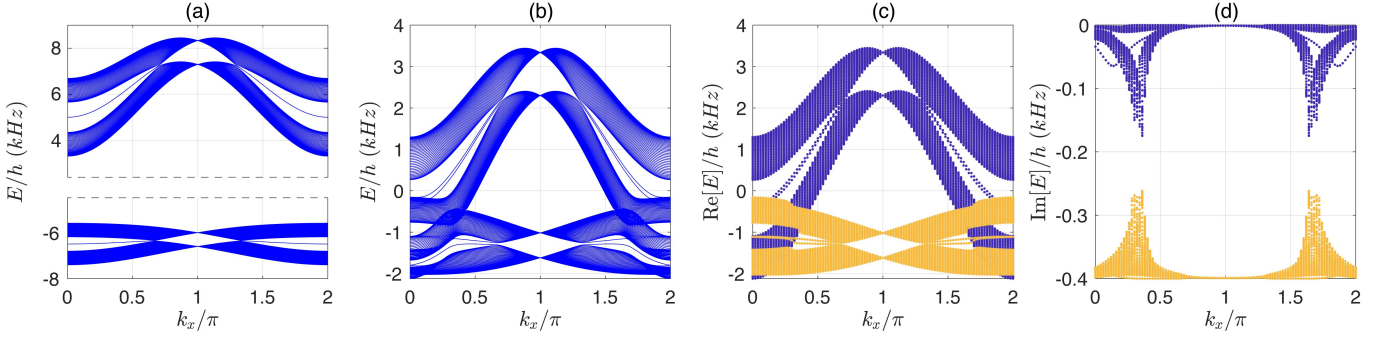 (a)
E/h (kHz)
8
6
4
-6
-8
0 0.5 1 1.5 2
k_x/π
(b)
E/h (kHz)
4
3
2
1
0
-1
-2
0 0.5 1 1.5 2
k_x/π
(c)
Re[E]/h (kHz)
4
3
2
1
0
-1
-2
0 0.5 1 1.5 2
k_x/π
(d)
Im[E]/h (kHz)
0
-0.1
-0.2
-0.3
-0.4
0 0.5 1 1.5 2
k_x/π